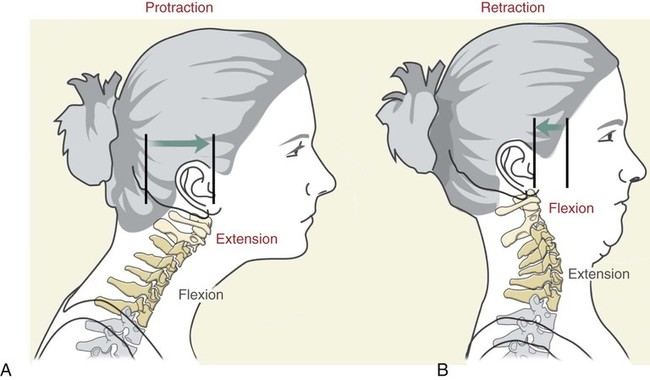 Protraction
Retraction
Extension
Flexion
Flexion
Extension
A
B